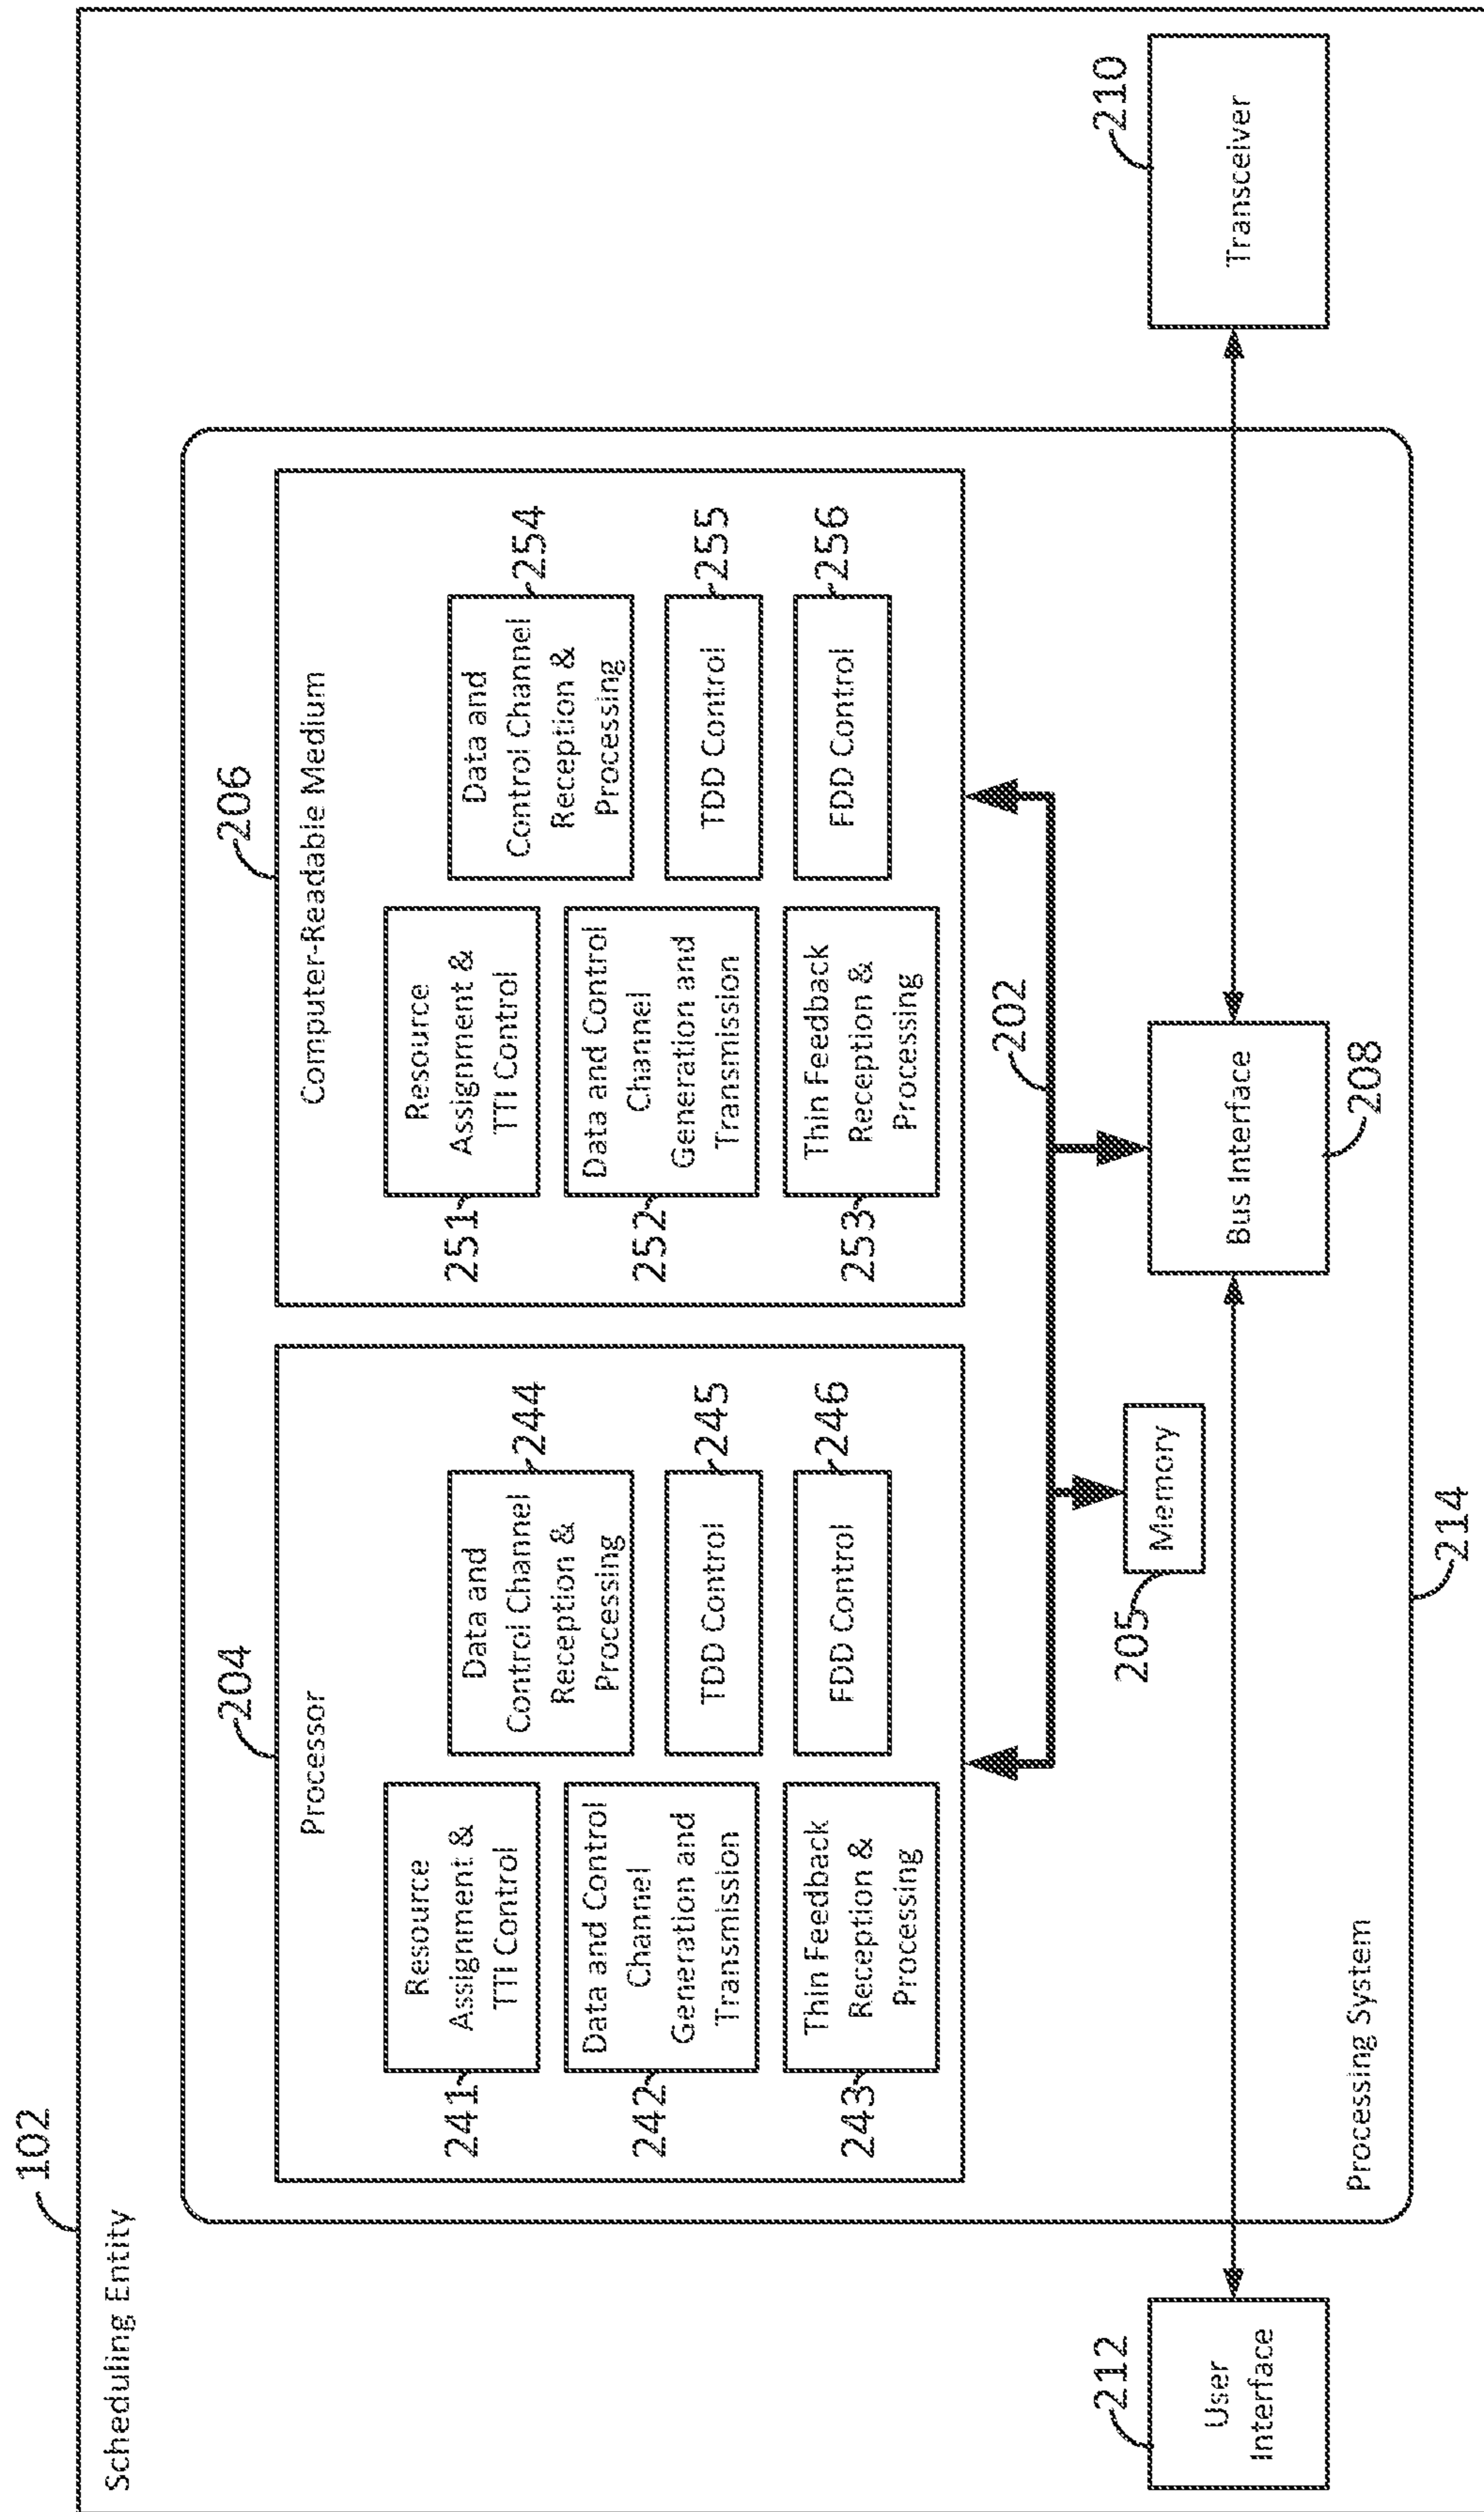 102
Scheduling Entity
204
Processor
241
Resource
Assignment &
TTI Control
242
Data and Control
Channel
Generation and
Transmission
243
Thin Feedback
Reception &
Processing
244
Data and
Control Channel
Reception &
Processing
245
TDD Control
246
FDD Control
206
Computer-Readable Medium
251
Resource
Assignment &
TTI Control
252
Data and Control
Channel
Generation and
Transmission
253
Thin Feedback
Reception &
Processing
254
Data and
Control Channel
Reception &
Processing
255
TDD Control
256
FDD Control
202
212
User
Interface
205
Memory
Bus Interface
208
210
Transceiver
Processing System
214